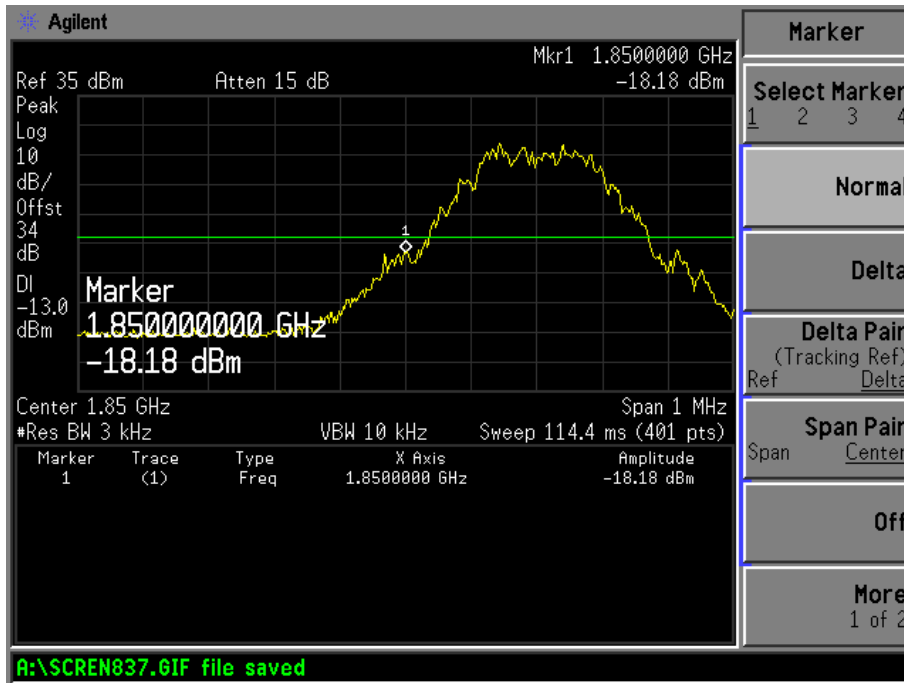 Agilent
Mkr1 1.8500000 GHz
Ref 35 dBm Atten 15 dB -18.18 dBm
Peak
Log
10
dB/
Offst
34
dB
DI
-13.0
dBm
1
Marker
1.850000000 GHz
-18.18 dBm
Center 1.85 GHz Span 1 MHz
#Res BW 3 kHz VBW 10 kHz Sweep 114.4 ms (401 pts)
Marker Trace Type X Axis Amplitude
1 (1) Freq 1.8500000 GHz -18.18 dBm
A:\SCREN837.GIF file saved
Marker
Select Marker
1 2 3 4
Normal
Delta
Delta Pair
(Tracking Ref)
Ref Delta
Span Pair
Span Center
Off
More
1 of 2